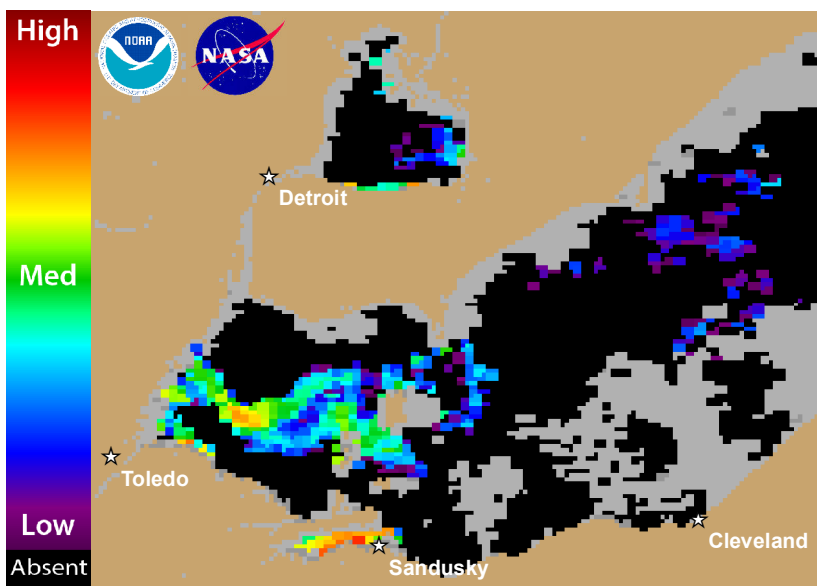 High
Med
Low
Absent
NOAA
NASA
Detroit
Toledo
Sandusky
Cleveland